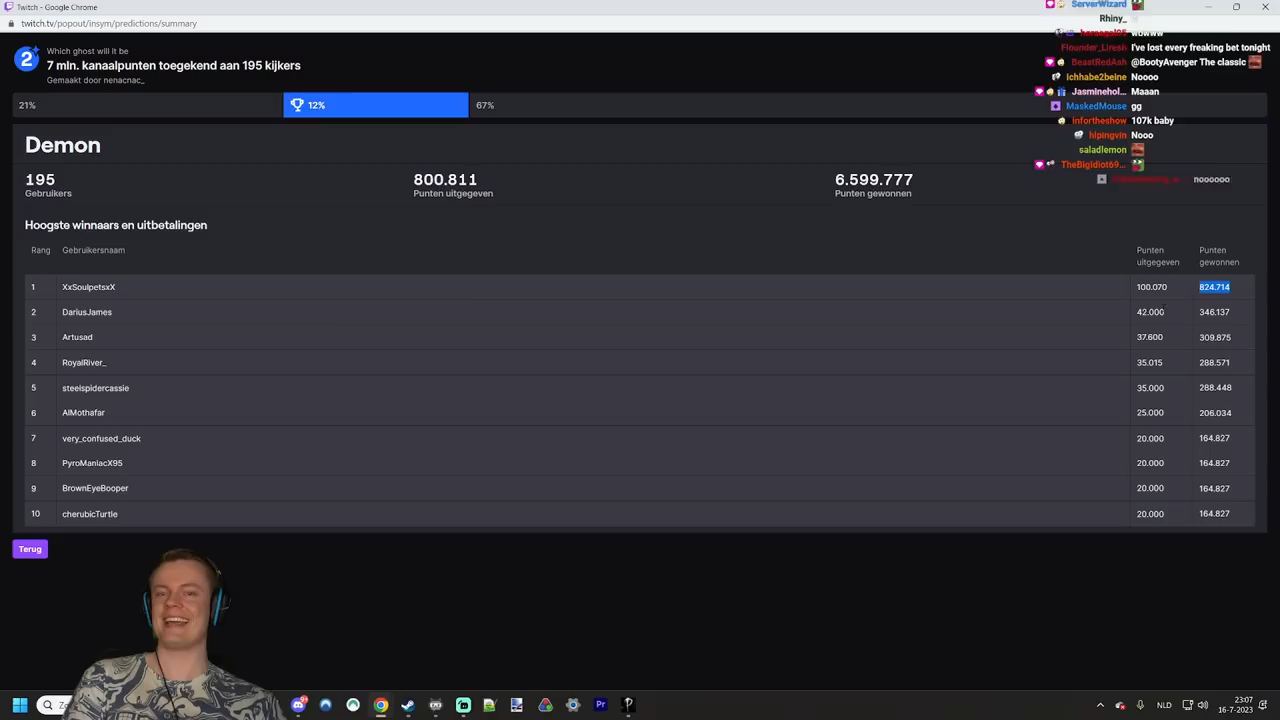 Twitch - Google Chrome
twitch.tv/popout/insym/predictions/summary
2
Which ghost will it be
7 mln. kanaalpunten toegekend aan 195 kijkers
Gemaakt door nenacnac_
21%
12%
67%
Demon
195
Gebruikers
800.811
Punten uitgegeven
6.599.777
Punten gewonnen
Hoogste winnaars en uitbetalingen
Rang Gebruikersnaam Punten uitgegeven Punten gewonnen
1 XxSoulpetsxX 100.070 824.714
2 DariusJames 42.000 346.137
3 Artusad 37.600 309.875
4 RoyalRiver_ 35.015 288.571
5 steelspidercassie 35.000 288.448
6 AlMothafar 25.000 206.034
7 very_confused_duck 20.000 164.827
8 PyroManiacX95 20.000 164.827
9 BrownEyeBooper 20.000 164.827
10 cherubicTurtle 20.000 164.827
Terug
ServerWizard
Rhiny_
wowww
Flounder_Liresh I've lost every freaking bet tonight
BeastRedAsh @BootyAvenger The classic
ichhabe2beine Noooo
Jasminehol... Maaan
MaskedMouse gg
infortheshow 107k baby
hipingvin Nooo
saladlemon
TheBigIdiot69...
noooooo
NLD
23:07
16-7-2023